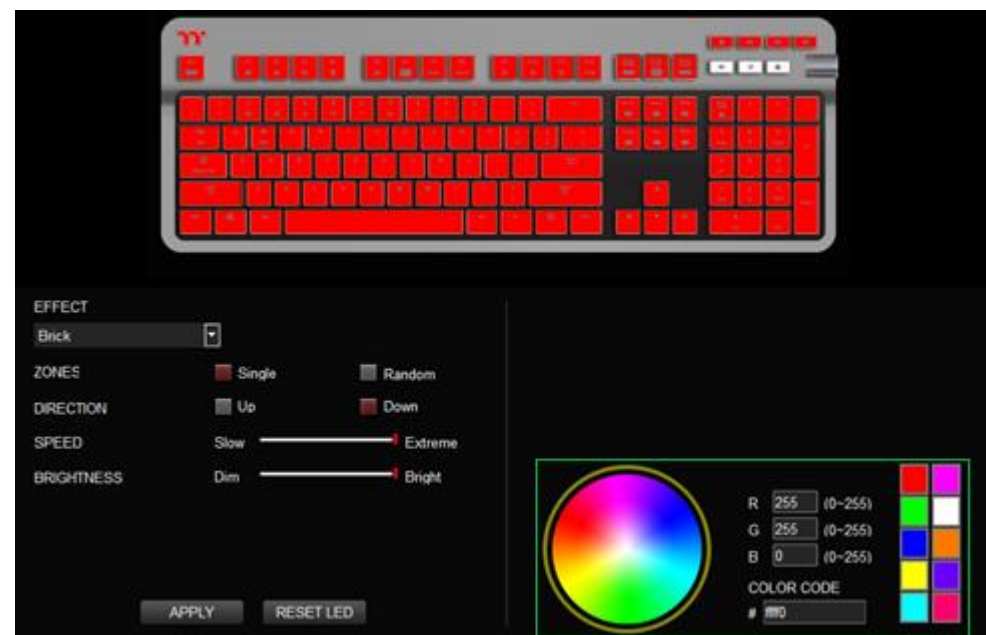 EFFECT
Brick
ZONES Single Random
DIRECTION Up Down
SPEED Slow Extreme
BRIGHTNESS Dim Bright
APPLY RESET LED
R 255 (0~255)
G 255 (0~255)
B 0 (0~255)
COLOR CODE
#